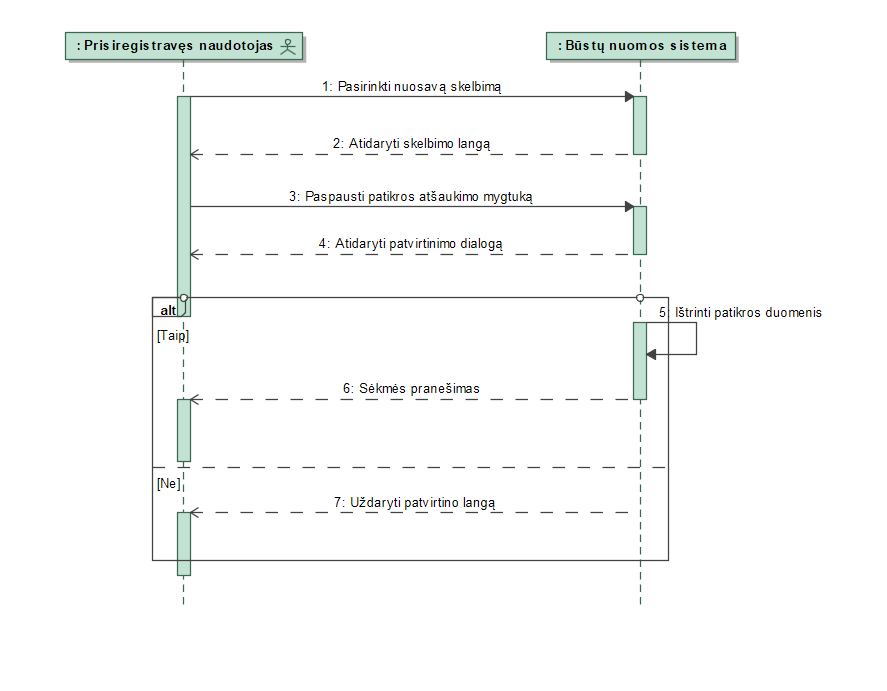 : Prisiregistravęs naudotojas
: Būstų nuomos sistema
1: Pasirinkti nuosavą skelbimą
2: Atidaryti skelbimo langą
3: Paspausti patikros atšaukimo mygtuką
4: Atidaryti patvirtinimo dialogą
alt
5: Ištrinti patikros duomenis
[Taip]
6: Sėkmės pranešimas
[Ne]
7: Uždaryti patvirtino langą